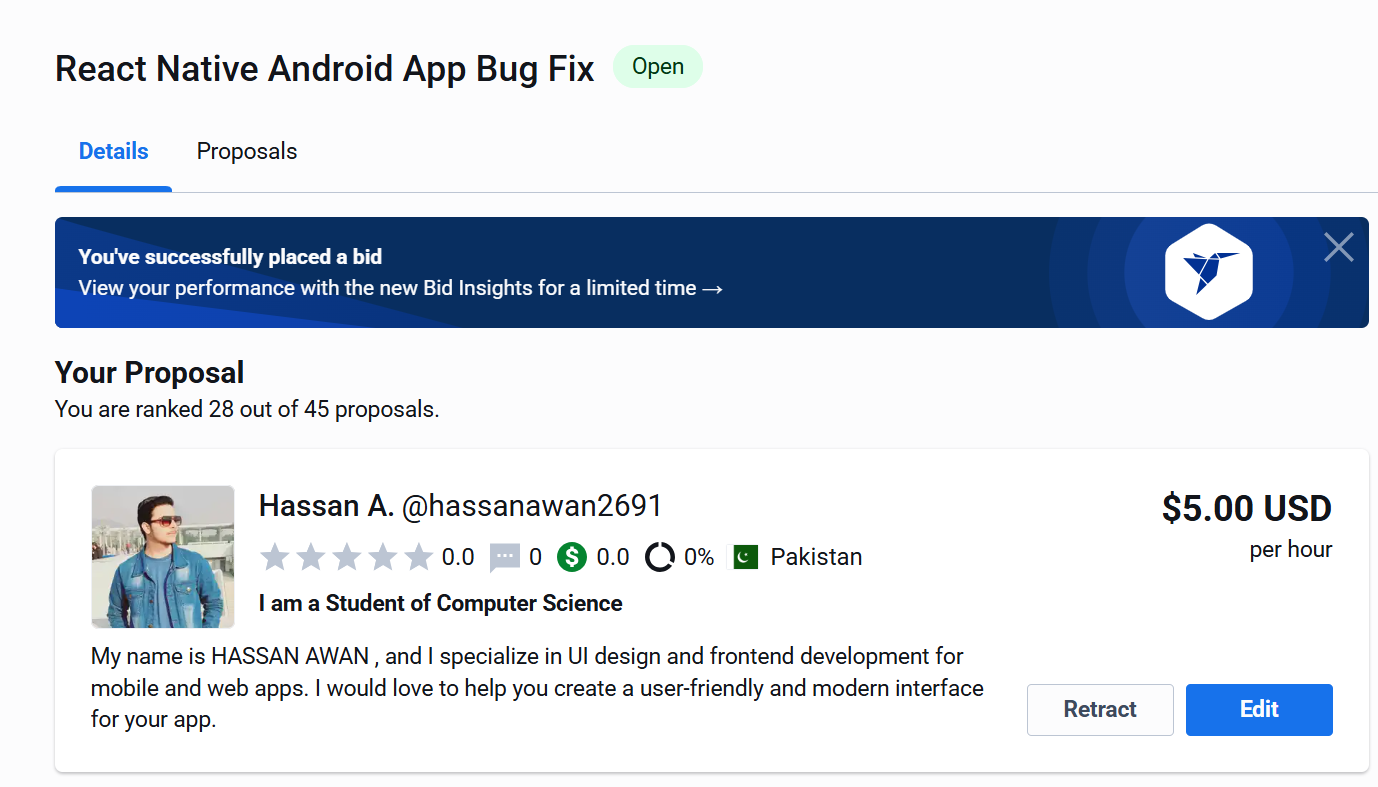 React Native Android App Bug Fix Open
Details Proposals
You've successfully placed a bid
View your performance with the new Bid Insights for a limited time →
Your Proposal
You are ranked 28 out of 45 proposals.
Hassan A. @hassanawan2691 $5.00 USD
per hour
0.0 0 $ 0.0 0% Pakistan
I am a Student of Computer Science
My name is HASSAN AWAN , and I specialize in UI design and frontend development for
mobile and web apps. I would love to help you create a user-friendly and modern interface
for your app.
Retract Edit